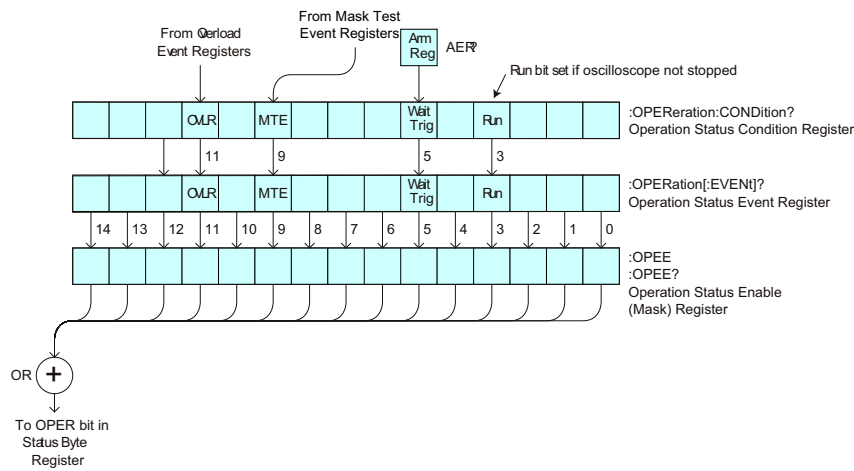 From Mask Test
Event Registers
From Overload
Event Registers
Arm
Reg
AER?
Run bit set if oscilloscope not stopped
OVLR
MTE
Wait
Trig
Run
:OPEReration:CONDition?
Operation Status Condition Register
11
9
5
3
OVLR
MTE
Wait
Trig
Run
:OPERation[:EVENt]?
Operation Status Event Register
14
13
12
11
10
9
8
7
6
5
4
3
2
1
0
:OPEE
:OPEE?
Operation Status Enable
(Mask) Register
OR
+
To OPER bit in
Status Byte
Register